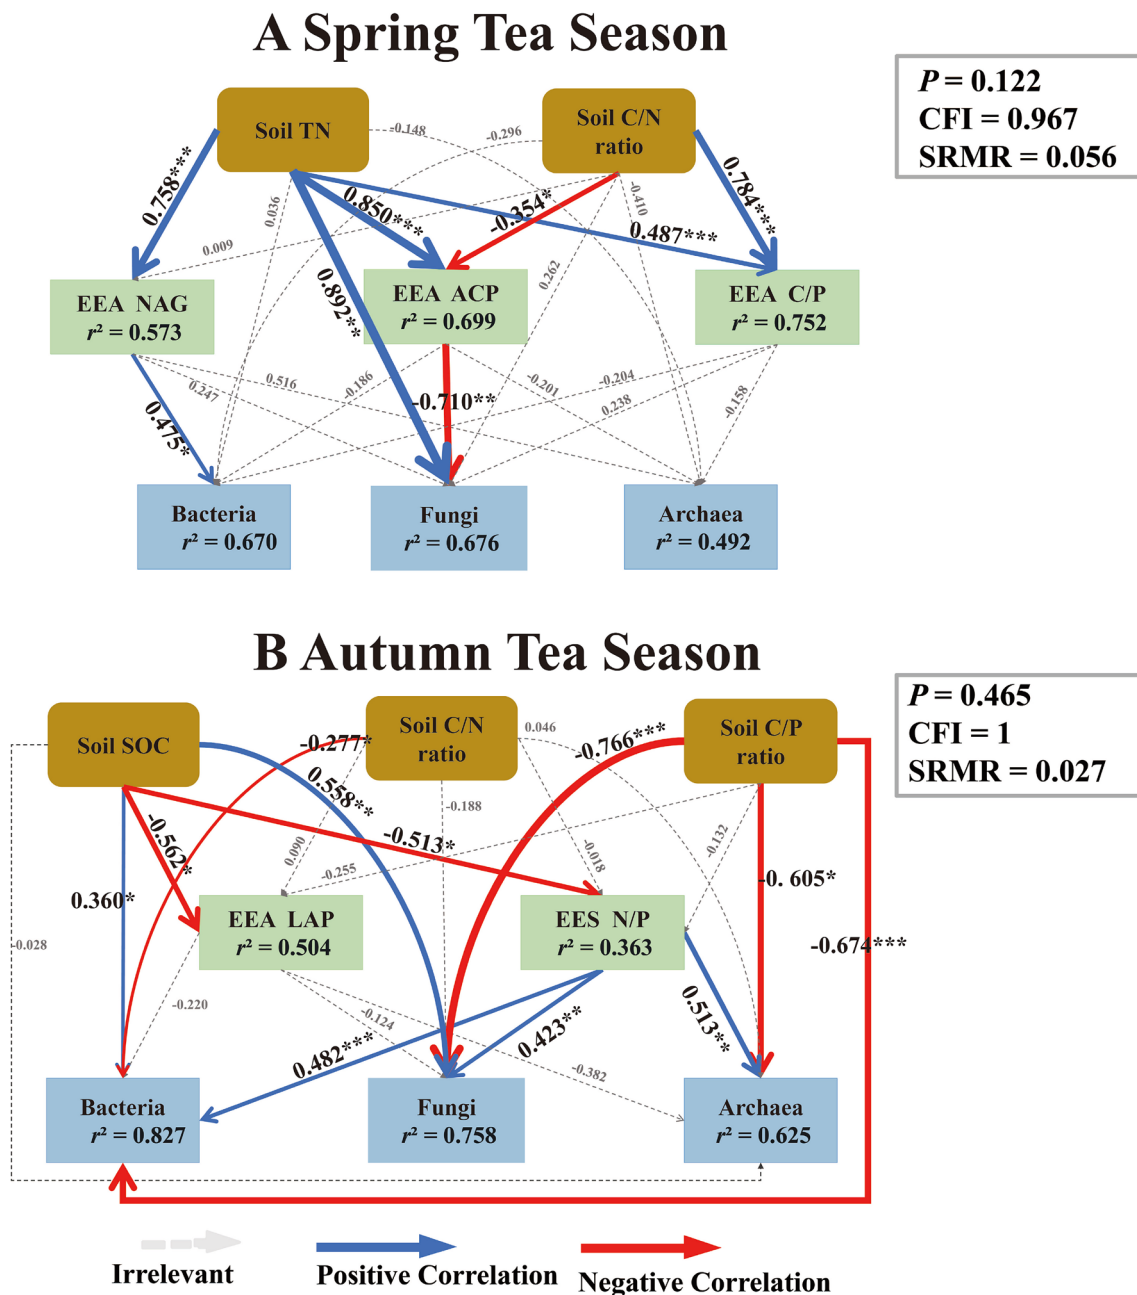 A Spring Tea Season
P = 0.122
CFI = 0.967
SRMR = 0.056
Soil TN
Soil C/N
ratio
-0.148
-0.296
0.758***
0.036
0.850***
-0.354*
-0.410
0.784***
0.487***
0.009
0.892**
0.262
EEA NAG
r² = 0.573
EEA ACP
r² = 0.699
EEA C/P
r² = 0.752
0.475*
0.247
0.516
-0.186
-0.710**
-0.201
-0.204
0.238
-0.158
Bacteria
r² = 0.670
Fungi
r² = 0.676
Archaea
r² = 0.492
B Autumn Tea Season
P = 0.465
CFI = 1
SRMR = 0.027
Soil SOC
Soil C/N
ratio
Soil C/P
ratio
-0.277*
0.046
-0.766***
0.558**
-0.188
-0.562*
0.090
-0.513*
-0.018
-0.132
-0.255
-0. 605*
0.360*
EEA LAP
r² = 0.504
EES N/P
r² = 0.363
-0.028
-0.674***
-0.220
-0.124
0.482***
0.423**
0.513**
-0.382
Bacteria
r² = 0.827
Fungi
r² = 0.758
Archaea
r² = 0.625
Irrelevant
Positive Correlation
Negative Correlation